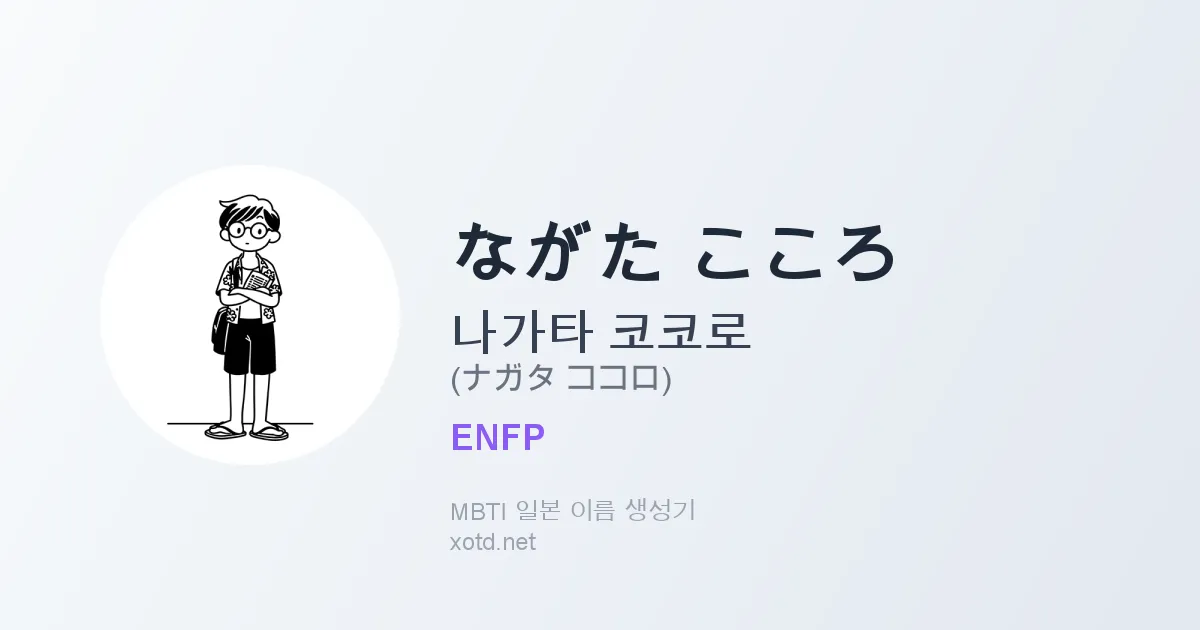 ながた こころ
나가타 코코로
(ナガタ ココロ)
ENFP
MBTI 일본 이름 생성기
xotd.net